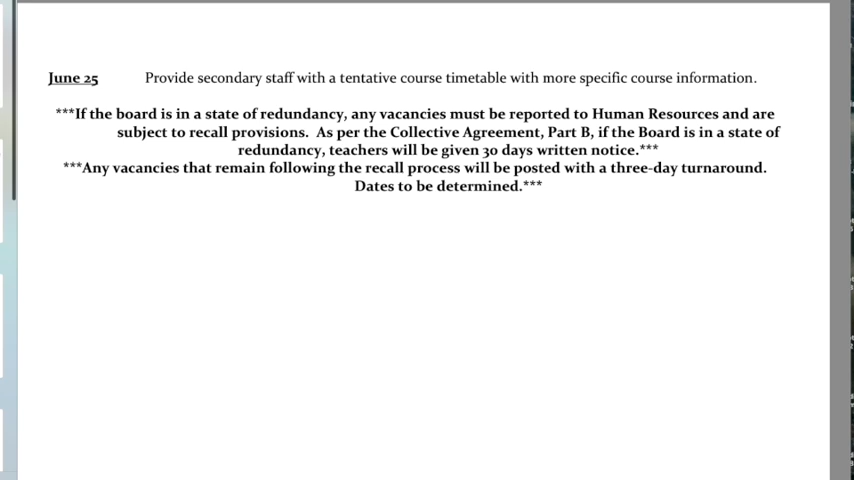 June 25 Provide secondary staff with a tentative course timetable with more specific course information.
***If the board is in a state of redundancy, any vacancies must be reported to Human Resources and are
subject to recall provisions. As per the Collective Agreement, Part B, if the Board is in a state of
redundancy, teachers will be given 30 days written notice.***
***Any vacancies that remain following the recall process will be posted with a three-day turnaround.
Dates to be determined.***